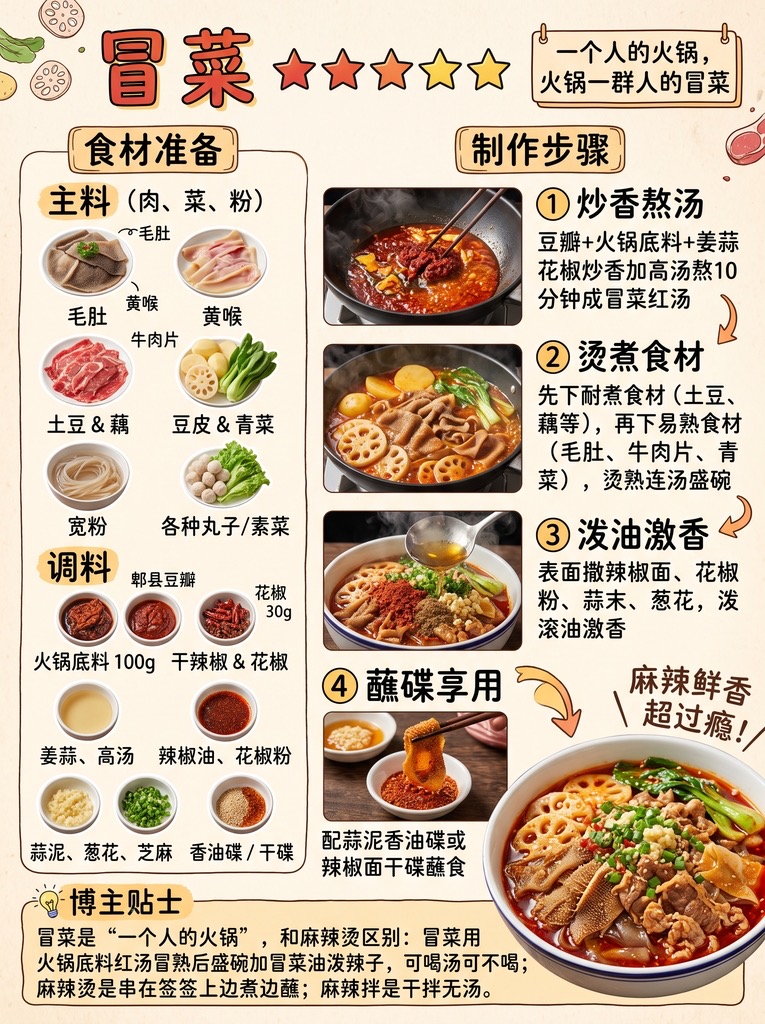 冒菜
一个人的火锅，
火锅一群人的冒菜
食材准备
主料（肉、菜、粉）
毛肚
黄喉
毛肚
黄喉
牛肉片
土豆 & 藕
豆皮 & 青菜
宽粉
各种丸子/素菜
调料
郫县豆瓣
花椒
30g
火锅底料 100g
干辣椒 & 花椒
姜蒜、高汤
辣椒油、花椒粉
蒜泥、葱花、芝麻
香油碟 / 干碟
制作步骤
1 炒香熬汤
豆瓣+火锅底料+姜蒜
花椒炒香加高汤熬10
分钟成冒菜红汤
2 烫煮食材
先下耐煮食材（土豆、
藕等），再下易熟食材
（毛肚、牛肉片、青
菜），烫熟连汤盛碗
3 泼油激香
表面撒辣椒面、花椒
粉、蒜末、葱花，泼
滚油激香
4 蘸碟享用
配蒜泥香油碟或
辣椒面干碟蘸食
麻辣鲜香
超过瘾！
博主贴士
冒菜是“一个人的火锅”，和麻辣烫区别：冒菜用
火锅底料红汤冒熟后盛碗加冒菜油泼辣子，可喝汤可不喝；
麻辣烫是串在签签上边煮边蘸；麻辣拌是干拌无汤。